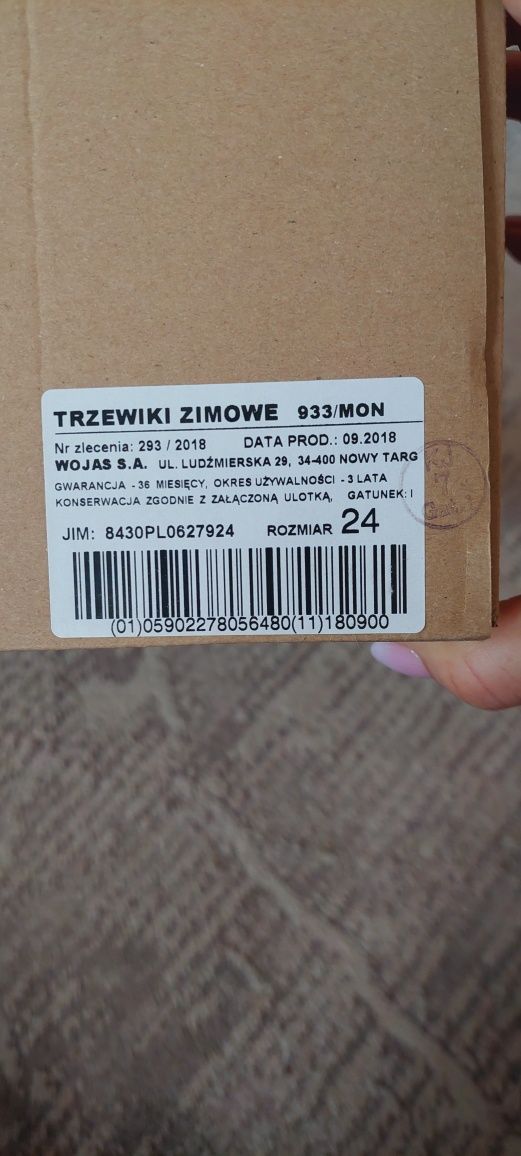 TRZEWIKI ZIMOWE 933/MON
Nr zlecenia: 293 / 2018 DATA PROD.: 09.2018
WOJAS S.A. UL. LUDŹMIERSKA 29, 34-400 NOWY TARG
GWARANCJA - 36 MIESIĘCY, OKRES UŻYWALNOŚCI - 3 LATA
KONSERWACJA ZGODNIE Z ZAŁĄCZONĄ ULOTKĄ, GATUNEK: I
JIM: 8430PL0627924 ROZMIAR 24
(01)05902278056480(11)180900
7